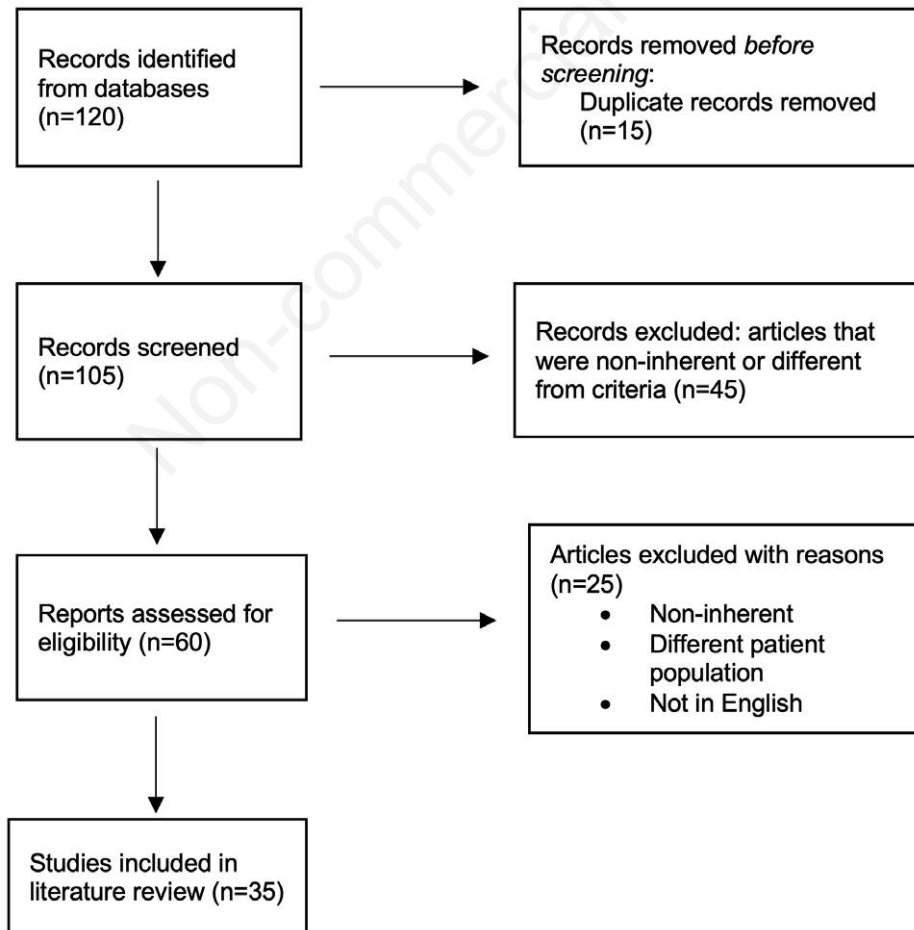 Records identified
from databases
(n=120)
Records removed before
screening:
Duplicate records removed
(n=15)
Records screened
(n=105)
Records excluded: articles that
were non-inherent or different
from criteria (n=45)
Reports assessed for
eligibility (n=60)
Articles excluded with reasons
(n=25)
• Non-inherent
• Different patient
population
• Not in English
Studies included in
literature review (n=35)
Non-commercial